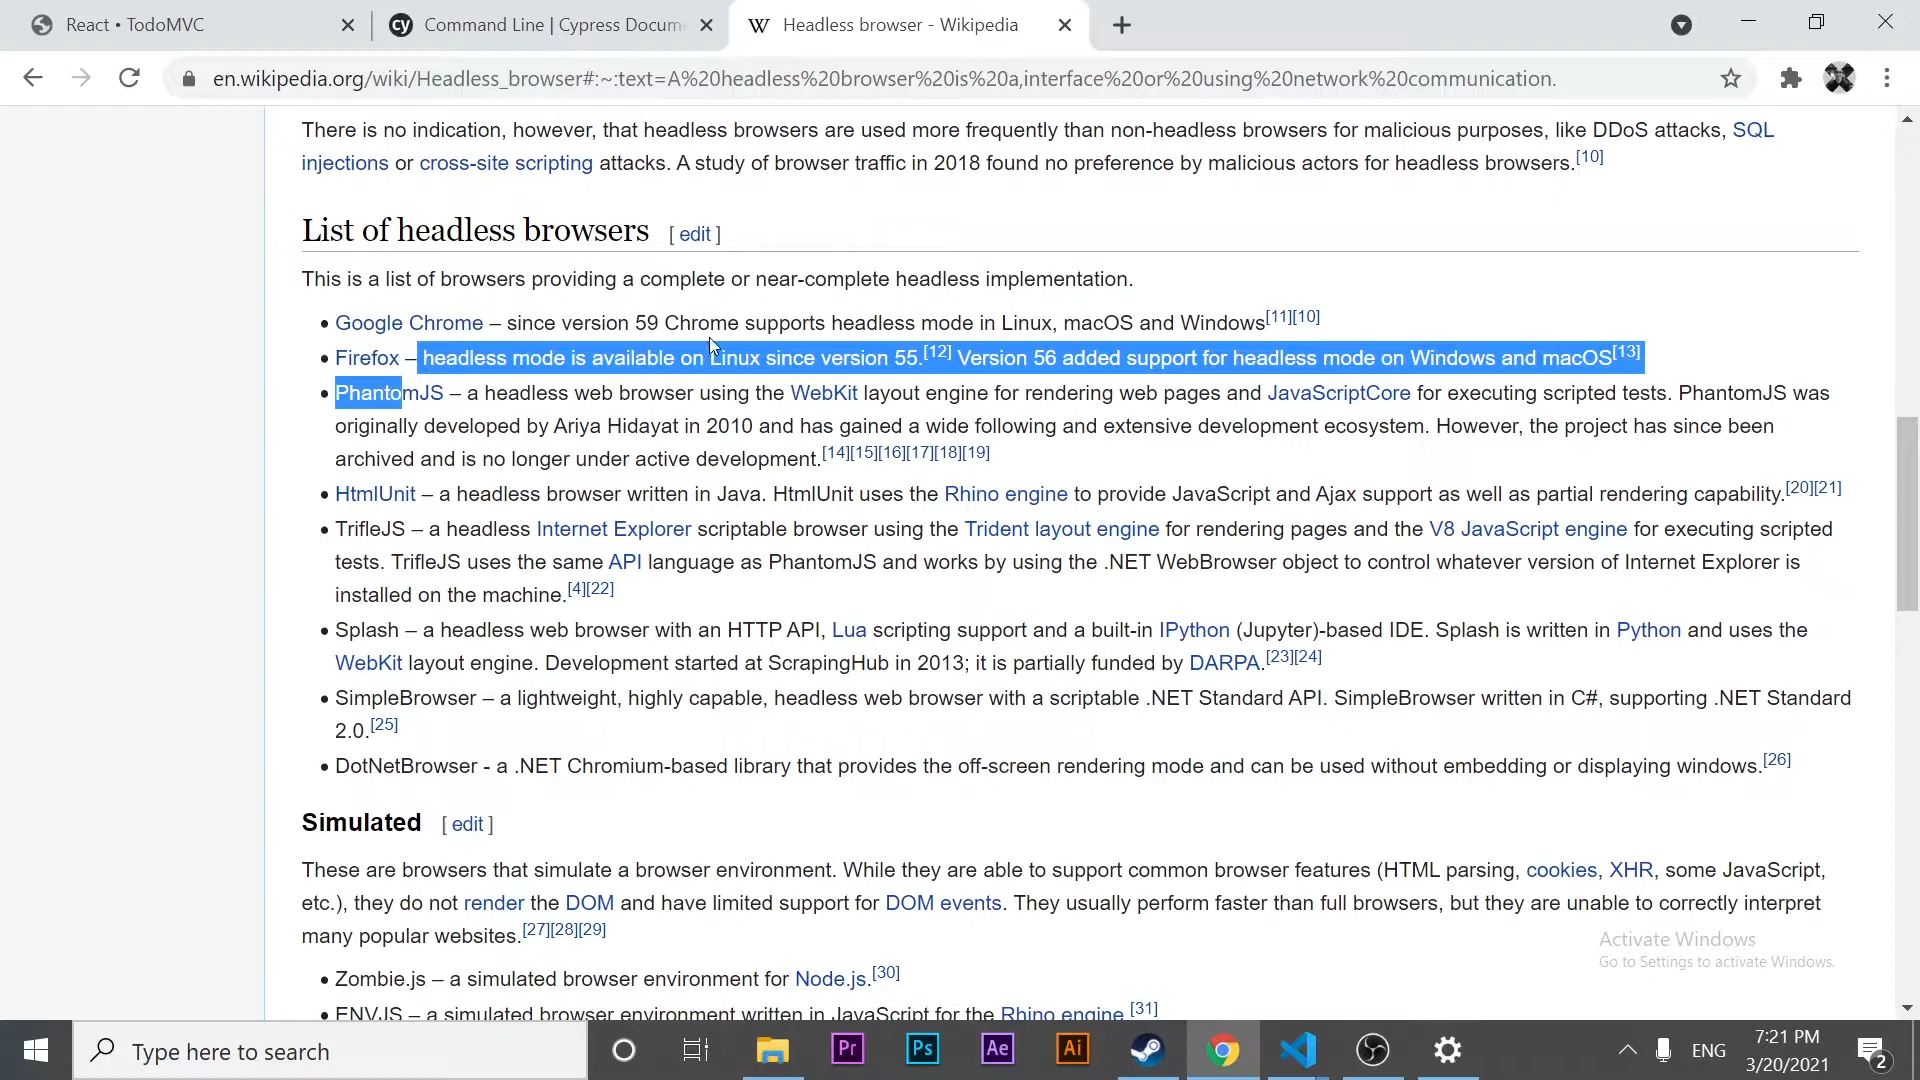 React • TodoMVC
cy Command Line | Cypress Docum
W Headless browser - Wikipedia
en.wikipedia.org/wiki/Headless_browser#:~:text=A%20headless%20browser%20is%20a,interface%20or%20using%20network%20communication.
There is no indication, however, that headless browsers are used more frequently than non-headless browsers for malicious purposes, like DDoS attacks, SQL
injections or cross-site scripting attacks. A study of browser traffic in 2018 found no preference by malicious actors for headless browsers.[10]
List of headless browsers [ edit ]
This is a list of browsers providing a complete or near-complete headless implementation.
• Google Chrome – since version 59 Chrome supports headless mode in Linux, macOS and Windows[11][10]
• Firefox – headless mode is available on Linux since version 55.[12] Version 56 added support for headless mode on Windows and macOS[13]
• PhantomJS – a headless web browser using the WebKit layout engine for rendering web pages and JavaScriptCore for executing scripted tests. PhantomJS was
originally developed by Ariya Hidayat in 2010 and has gained a wide following and extensive development ecosystem. However, the project has since been
archived and is no longer under active development.[14][15][16][17][18][19]
• HtmlUnit – a headless browser written in Java. HtmlUnit uses the Rhino engine to provide JavaScript and Ajax support as well as partial rendering capability.[20][21]
• TrifleJS – a headless Internet Explorer scriptable browser using the Trident layout engine for rendering pages and the V8 JavaScript engine for executing scripted
tests. TrifleJS uses the same API language as PhantomJS and works by using the .NET WebBrowser object to control whatever version of Internet Explorer is
installed on the machine.[4][22]
• Splash – a headless web browser with an HTTP API, Lua scripting support and a built-in IPython (Jupyter)-based IDE. Splash is written in Python and uses the
WebKit layout engine. Development started at ScrapingHub in 2013; it is partially funded by DARPA.[23][24]
• SimpleBrowser – a lightweight, highly capable, headless web browser with a scriptable .NET Standard API. SimpleBrowser written in C#, supporting .NET Standard
2.0.[25]
• DotNetBrowser - a .NET Chromium-based library that provides the off-screen rendering mode and can be used without embedding or displaying windows.[26]
Simulated [ edit ]
These are browsers that simulate a browser environment. While they are able to support common browser features (HTML parsing, cookies, XHR, some JavaScript,
etc.), they do not render the DOM and have limited support for DOM events. They usually perform faster than full browsers, but they are unable to correctly interpret
many popular websites.[27][28][29]
Activate Windows
Go to Settings to activate Windows.
• Zombie.js – a simulated browser environment for Node.js.[30]
• ENVJS – a simulated browser environment written in JavaScript for the Rhino engine.[31]
Type here to search
Pr Ps Ae Ai
ENG
7:21 PM
3/20/2021
2